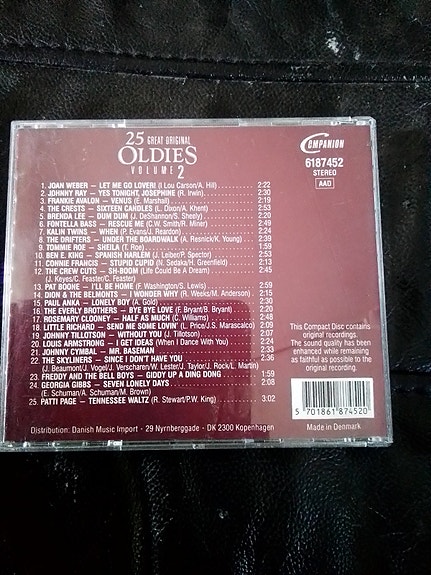 25 GREAT ORIGINAL
OLDIES
VOLUME 2
COMPANION
6187452
STEREO
AAD
1. JOAN WEBER — LET ME GO LOVER! (I Lou Carson/A. Hill) . . . . . . . . . 2:22
2. JOHNNY RAY — YES TONIGHT, JOSEPHINE (R. Irwin) . . . . . . . . . 2:30
3. FRANKIE AVALON — VENUS (E. Marshall) . . . . . . . . . 2:19
4. THE CRESTS — SIXTEEN CANDLES (L. Dixon/A. Khent) . . . . . . . . . 2:53
5. BRENDA LEE — DUM DUM (J. DeShannon/S. Sheely) . . . . . . . . . 2:20
6. FONTELLA BASS — RESCUE ME (C.W. Smith/R. Miner) . . . . . . . . . 2:48
7. KALIN TWINS — WHEN (P. Evans/J. Reardon) . . . . . . . . . 2:24
8. THE DRIFTERS — UNDER THE BOARDWALK (A. Resnick/K. Young) . . . . . . . . . 2:39
9. TOMMIE ROE — SHEILA (T. Roe) . . . . . . . . . 1:59
10. BEN E. KING — SPANISH HARLEM (J. Leiber/P. Spector) . . . . . . . . . 2:53
11. CONNIE FRANCIS — STUPID CUPID (N. Sedaka/H. Greenfield) . . . . . . . . . 2:13
12. THE CREW CUTS — SH-BOOM (Life Could Be A Dream) . . . . . . . . . 2:45
(J. Keyes/C. Feaster/C. Feaster)
13. PAT BOONE — I'LL BE HOME (F. Washington/S. Lewis) . . . . . . . . . 2:59
14. DION & THE BELMONTS — I WONDER WHY (R. Weeks/M. Anderson) . . . . . . . . . 2:15
15. PAUL ANKA — LONELY BOY (A. Gold) . . . . . . . . . 2:30
16. THE EVERLY BROTHERS — BYE BYE LOVE (F. Bryant/B. Bryant) . . . . . . . . . 2:20
17. ROSEMARY CLOONEY — HALF AS MUCH (C. Williams) . . . . . . . . . 2:48
18. LITTLE RICHARD — SEND ME SOME LOVIN' (L. Price/J.S. Marascalco) . . . . . . . . . 2:09
19. JOHNNY TILLOTSON — WITHOUT YOU (J. Tillotson) . . . . . . . . . 2:07
20. LOUIS ARMSTRONG — I GET IDEAS (When I Dance With You) . . . . . . . . . 2:24
21. JOHNNY CYMBAL — MR. BASEMAN . . . . . . . . . 2:33
22. THE SKYLINERS — SINCE I DON'T HAVE YOU . . . . . . . . . 2:36
(J. Beaumont/J. Vogel/J. Verscharen/W. Lester/J. Taylor/J. Rock/L. Martin)
23. FREDDY AND THE BELL BOYS — GIDDY UP A DING DONG . . . . . . . . . 1:59
24. GEORGIA GIBBS — SEVEN LONELY DAYS . . . . . . . . . 2:08
(E. Schuman/A. Schuman/M. Brown)
25. PATTI PAGE — TENNESSEE WALTZ (R. Stewart/P.W. King) . . . . . . . . . 3:02
This Compact Disc contains
original recordings.
The sound quality has been
enhanced while remaining
as faithful as possible to the
original recording.
5 701861 874520
Distribution: Danish Music Import - 29 Nyrnberggade - DK 2300 Kopenhagen
Made in Denmark